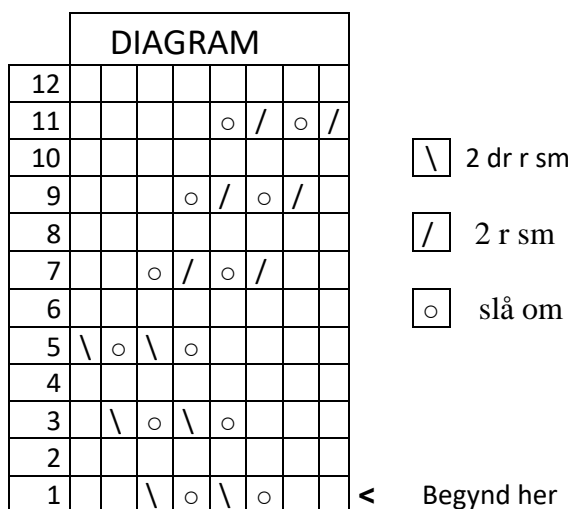 DIAGRAM
12
11 ○ / ○ /
10
9 ○ / ○ /
8
7 ○ / ○ /
6
5 \ ○ \ ○
4
3 \ ○ \ ○
2
1 \ ○ \ ○ < Begynd her
\ 2 dr r sm
/ 2 r sm
○ slå om